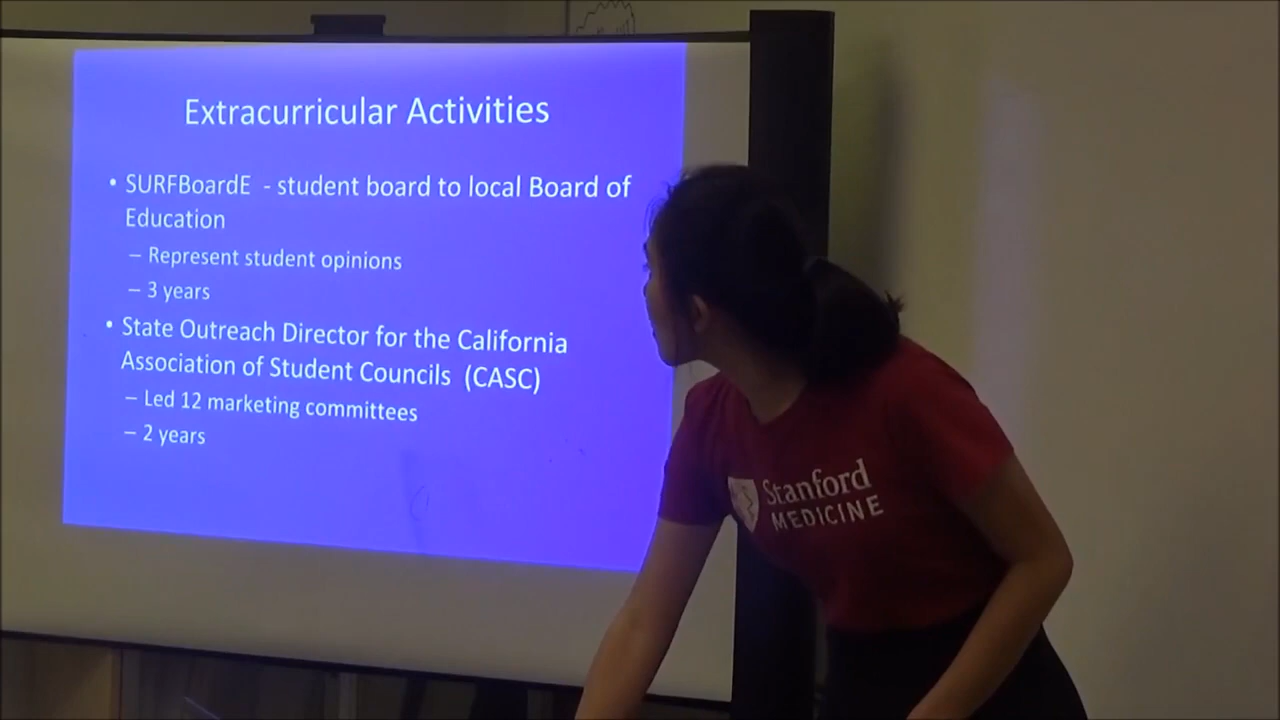 Extracurricular Activities
• SURFBoardE - student board to local Board of
Education
– Represent student opinions
– 3 years
• State Outreach Director for the California
Association of Student Councils (CASC)
– Led 12 marketing committees
– 2 years
Stanford
MEDICINE